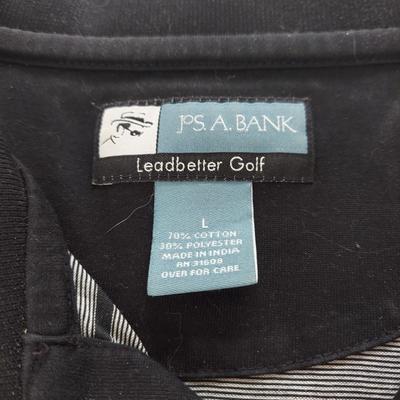 JOS. A. BANK
Leadbetter Golf
L
70% COTTON
30% POLYESTER
MADE IN INDIA
RN 31608
OVER FOR CARE